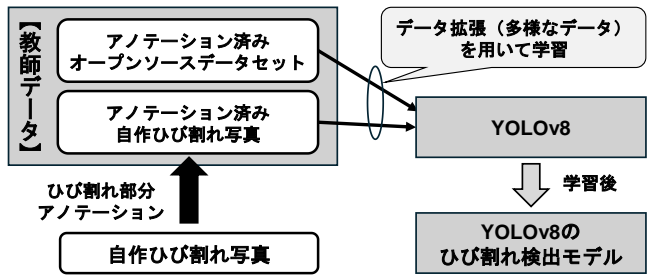 【教師データ】
アノテーション済み
オープンソースデータセット
アノテーション済み
自作ひび割れ写真
ひび割れ部分
アノテーション
自作ひび割れ写真
データ拡張（多様なデータ）
を用いて学習
YOLOv8
学習後
YOLOv8の
ひび割れ検出モデル